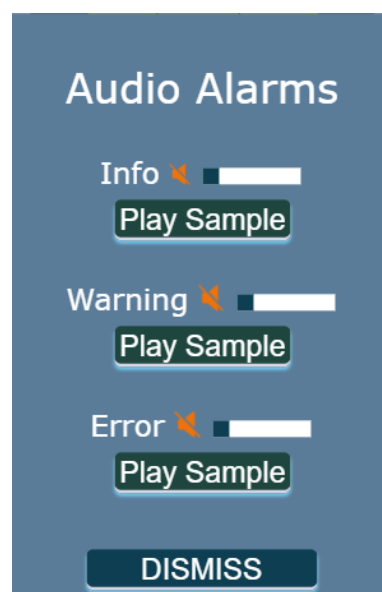 Audio Alarms
Info
Play Sample
Warning
Play Sample
Error
Play Sample
DISMISS